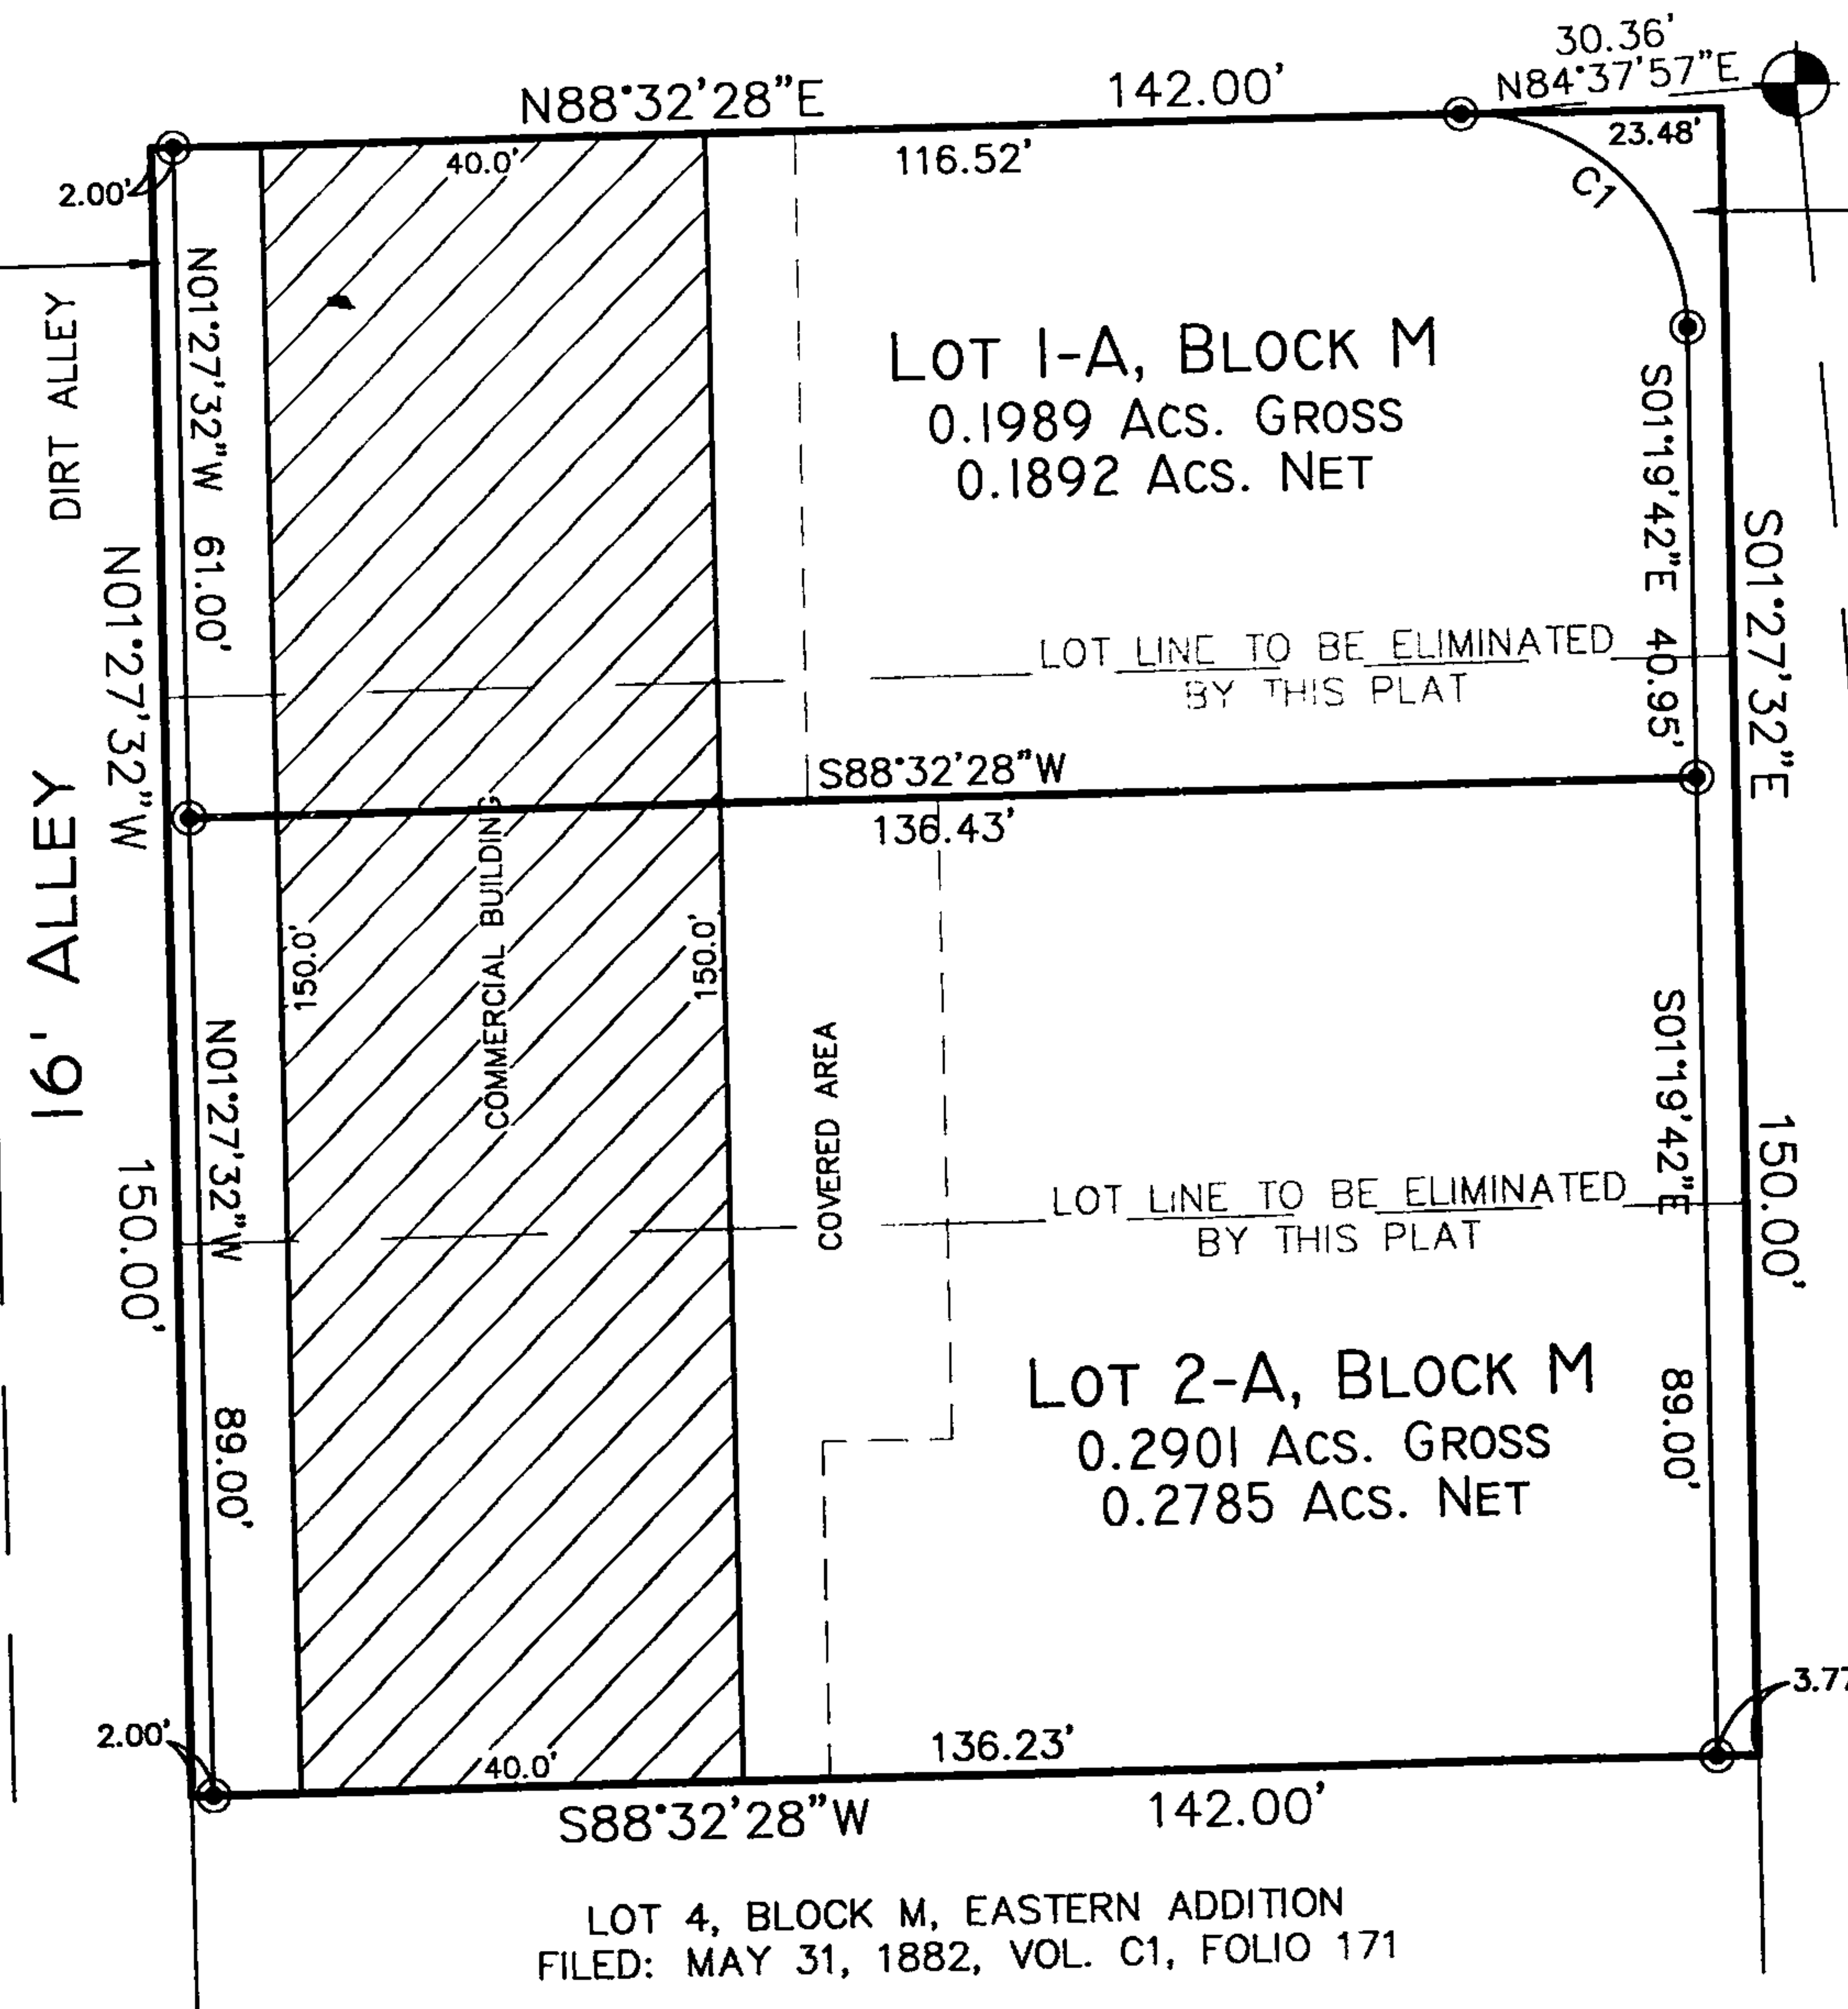 30.36'
N84°37'57"E
N88°32'28"E
142.00'
40.0'
116.52'
23.48'
2.00'
C1
N01°27'32"W 61.00'
DIRT ALLEY
LOT 1-A, BLOCK M
0.1989 ACS. GROSS
0.1892 ACS. NET
S01°19'42"E 40.95'
S01°27'32"E
150.00'
N01°27'32"W
150.00'
LOT LINE TO BE ELIMINATED
BY THIS PLAT
16' ALLEY
S88°32'28"W
136.43'
COMMERCIAL BUILDING
150.0'
150.0'
COVERED AREA
N01°27'32"W
89.00'
S01°19'42"E
89.00'
LOT LINE TO BE ELIMINATED
BY THIS PLAT
LOT 2-A, BLOCK M
0.2901 ACS. GROSS
0.2785 ACS. NET
3.77
2.00'
40.0'
136.23'
S88°32'28"W
142.00'
LOT 4, BLOCK M, EASTERN ADDITION
FILED: MAY 31, 1882, VOL. C1, FOLIO 171